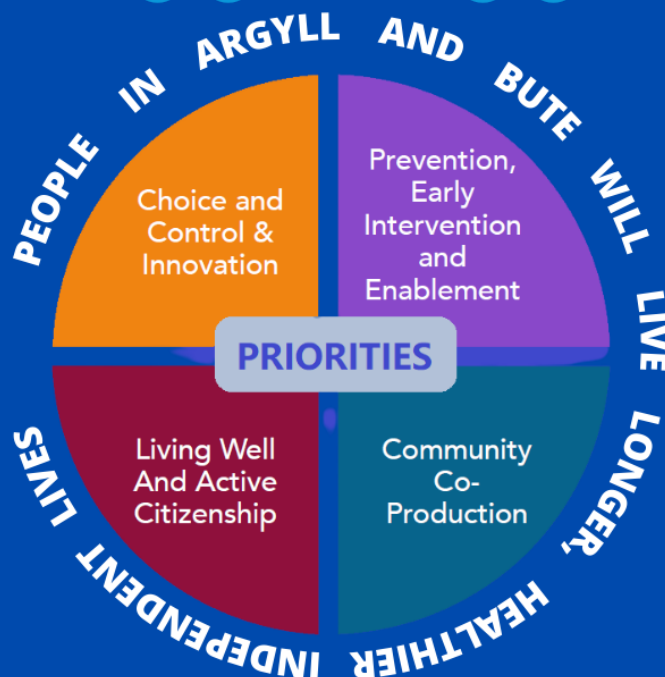 PEOPLE IN ARGYLL AND BUTE WILL LIVE LONGER, HEALTHIER INDEPENDENT LIVES
Choice and
Control &
Innovation
Prevention,
Early
Intervention
and
Enablement
PRIORITIES
Living Well
And Active
Citizenship
Community
Co-
Production